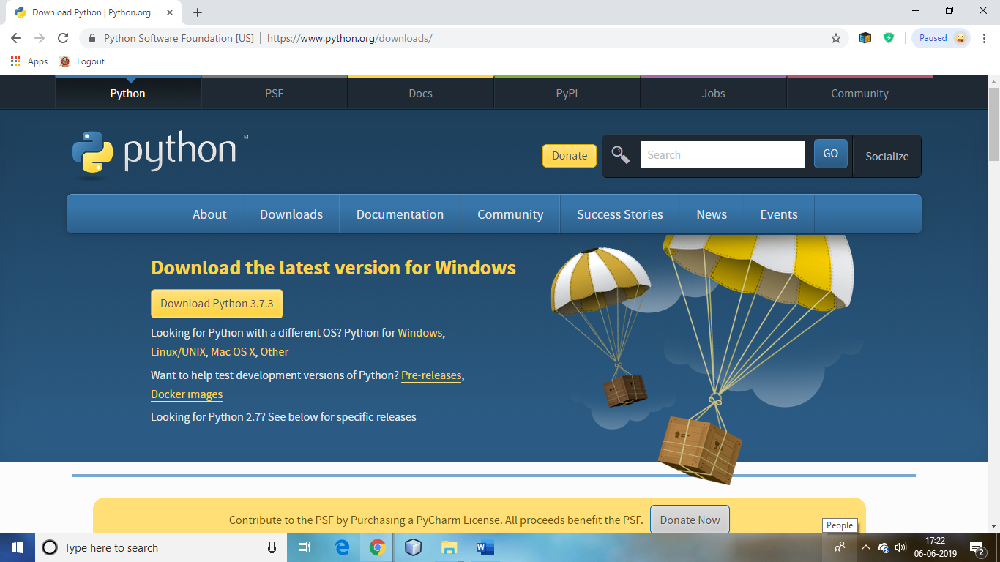 Download Python | Python.org
Python Software Foundation [US] | https://www.python.org/downloads/
Paused
Apps Logout
Python PSF Docs PyPI Jobs Community
python™
Donate Search GO Socialize
About Downloads Documentation Community Success Stories News Events
Download the latest version for Windows
Download Python 3.7.3
Looking for Python with a different OS? Python for Windows,
Linux/UNIX, Mac OS X, Other
Want to help test development versions of Python? Pre-releases,
Docker images
Looking for Python 2.7? See below for specific releases
Contribute to the PSF by Purchasing a PyCharm License. All proceeds benefit the PSF. Donate Now
People
Type here to search
17:22
06-06-2019
2